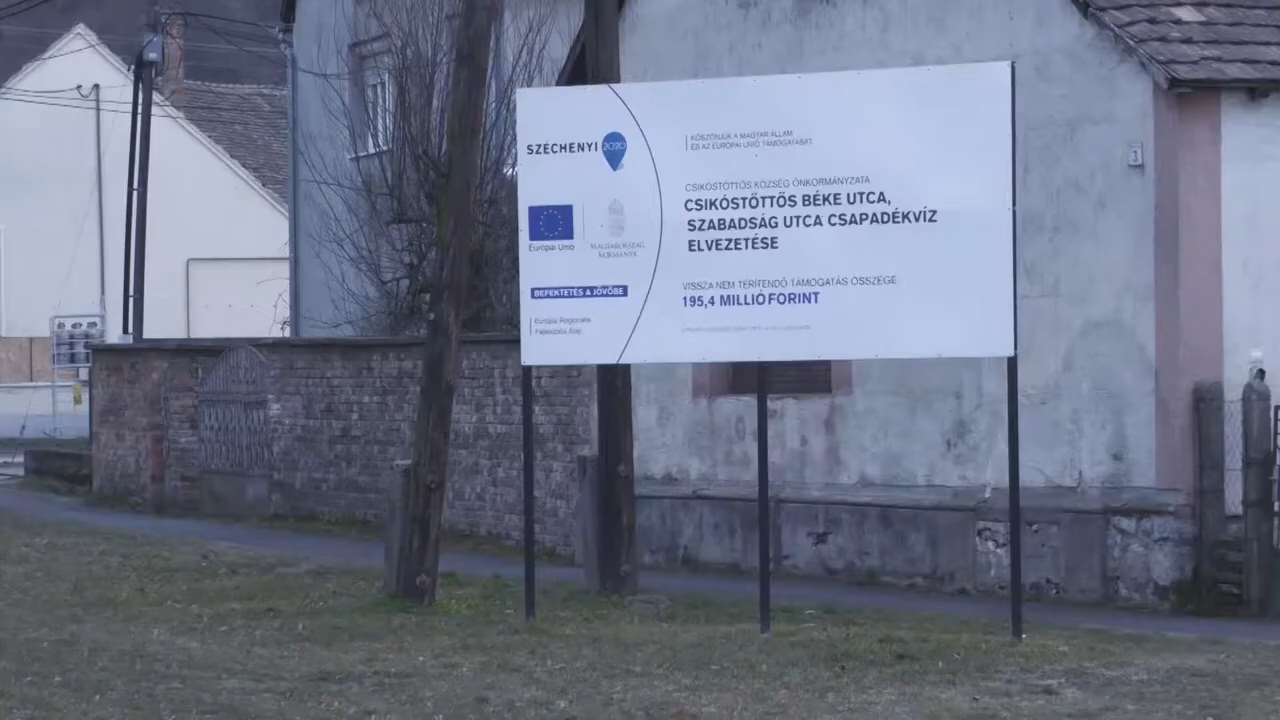 SZÉCHENYI 2020
Európai Unió
MAGYARORSZÁG
KORMÁNYA
BEFEKTETÉS A JÖVŐBE
Európai Regionális
Fejlesztési Alap
KÖSZÖNJÜK A MAGYAR ÁLLAM
ÉS AZ EURÓPAI UNIÓ TÁMOGATÁSÁT!
CSIKÓSTŐTTŐS KÖZSÉG ÖNKORMÁNYZATA
CSIKÓSTŐTTŐS BÉKE UTCA,
SZABADSÁG UTCA CSAPADÉKVÍZ
ELVEZETÉSE
VISSZA NEM TÉRÍTENDŐ TÁMOGATÁS ÖSSZEGE
195,4 MILLIÓ FORINT
3